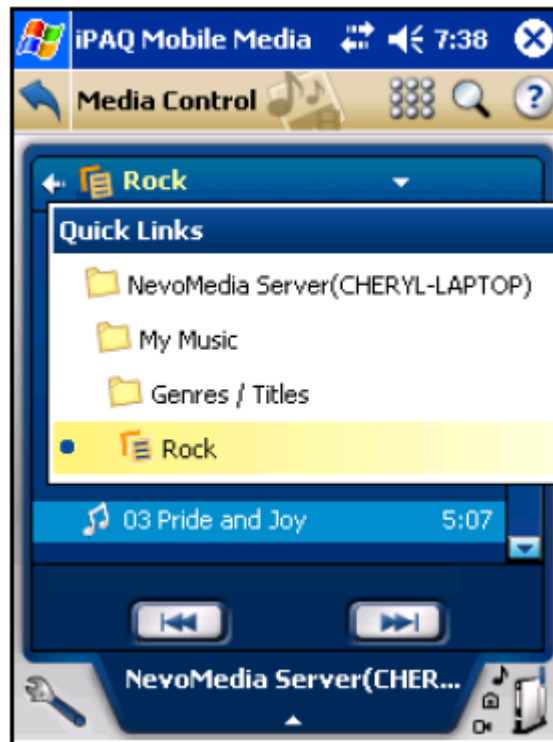 iPAQ Mobile Media 7:38
Media Control ?
Rock
Quick Links
NevoMedia Server(CHERYL-LAPTOP)
My Music
Genres / Titles
Rock
03 Pride and Joy 5:07
NevoMedia Server(CHER...